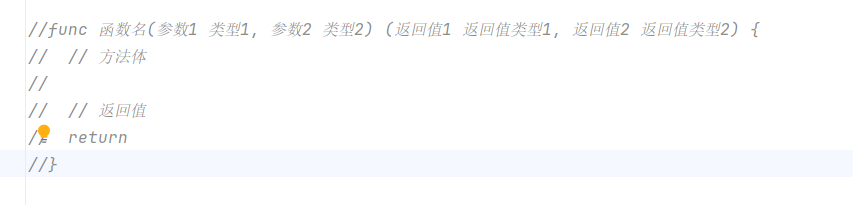 //func 函数名(参数1 类型1, 参数2 类型2) (返回值1 返回值类型1, 返回值2 返回值类型2) {
//  // 方法体
//
//  // 返回值
//  return
//}